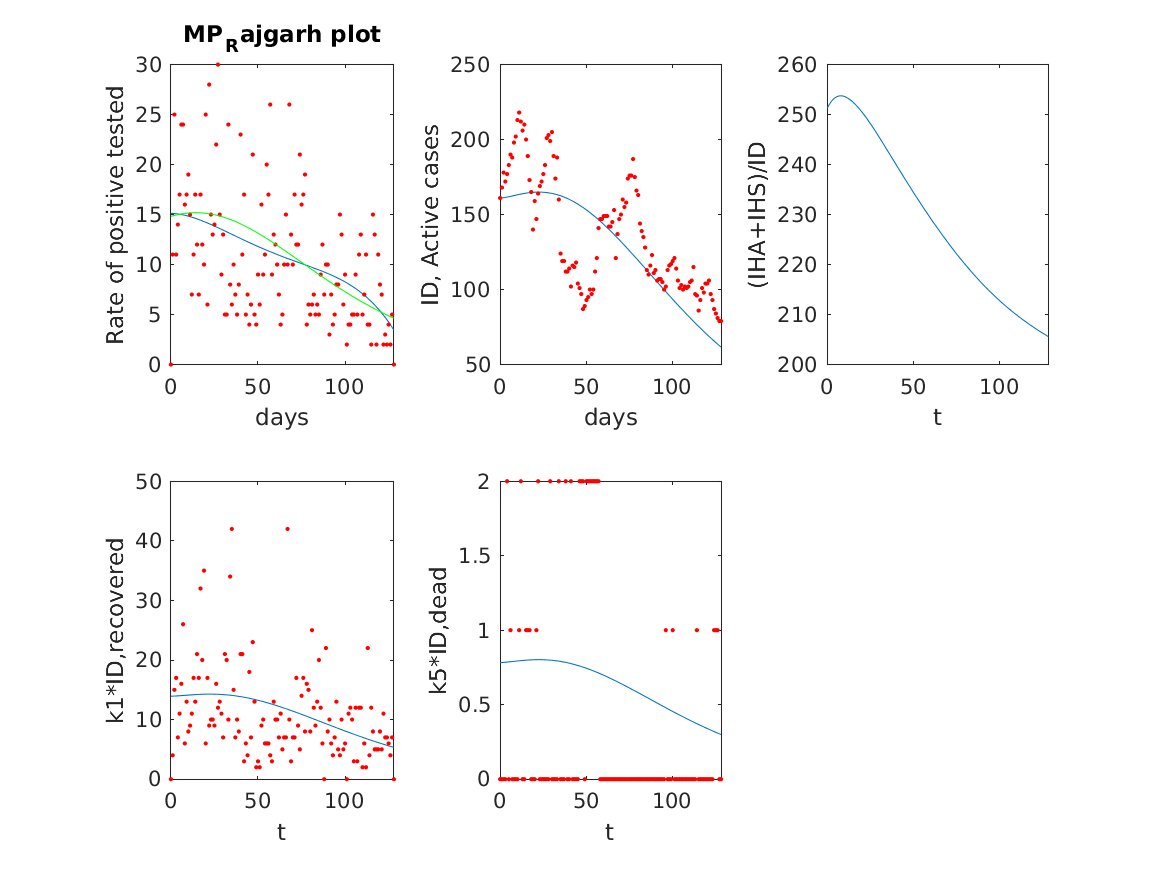 MP_Rajgarh plot
30
25
20
15
10
5
0
0 50 100
Rate of positive tested
days
250
200
150
100
50
0 50 100
ID, Active cases
days
260
250
240
230
220
210
200
0 50 100
(IHA+IHS)/ID
t
50
40
30
20
10
0
0 50 100
k1*ID,recovered
t
2
1.5
1
0.5
0
0 50 100
k5*ID,dead
t